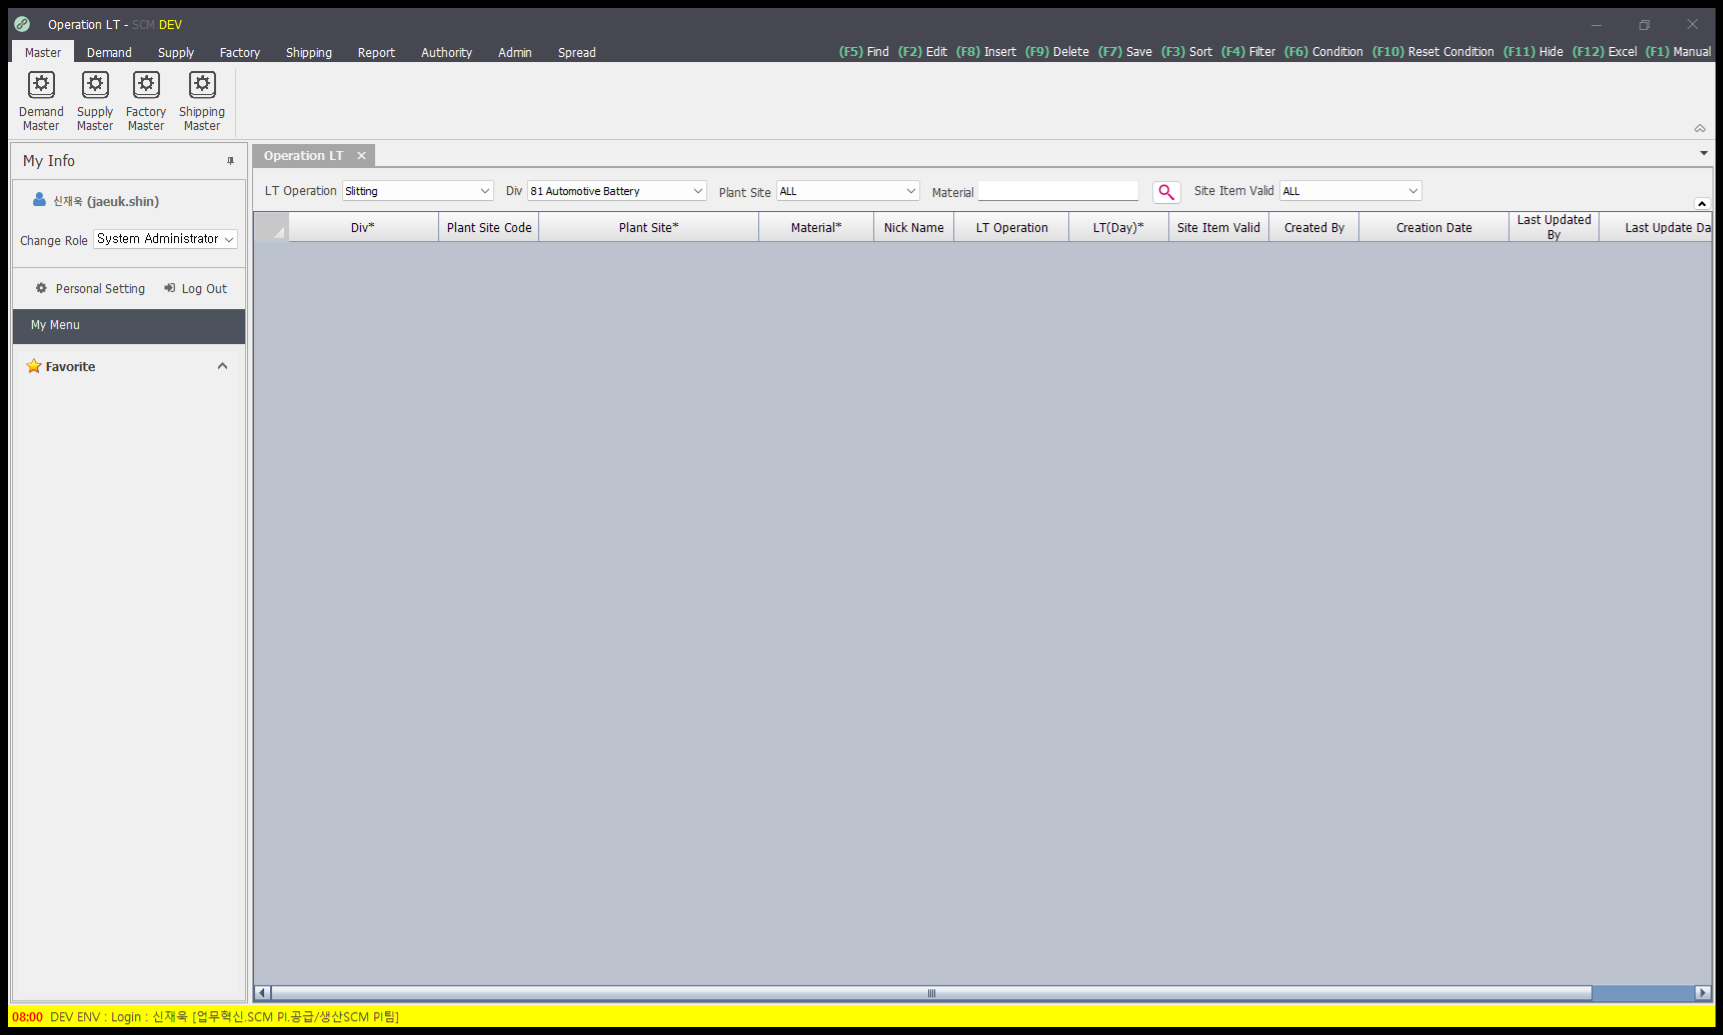 Operation LT - SCM DEV
Master Demand Supply Factory Shipping Report Authority Admin Spread
(F5) Find (F2) Edit (F8) Insert (F9) Delete (F7) Save (F3) Sort (F4) Filter (F6) Condition (F10) Reset Condition (F11) Hide (F12) Excel (F1) Manual
Demand Master
Supply Master
Factory Master
Shipping Master
My Info
신재욱 (jaeuk.shin)
Change Role System Administrator
Personal Setting Log Out
My Menu
Favorite
Operation LT
LT Operation Slitting Div 81 Automotive Battery Plant Site ALL Material Site Item Valid ALL
Div* Plant Site Code Plant Site* Material* Nick Name LT Operation LT(Day)* Site Item Valid Created By Creation Date Last Updated By Last Update Da
08:00 DEV ENV : Login : 신재욱 [업무혁신.SCM PI.공급/생산SCM PI팀]